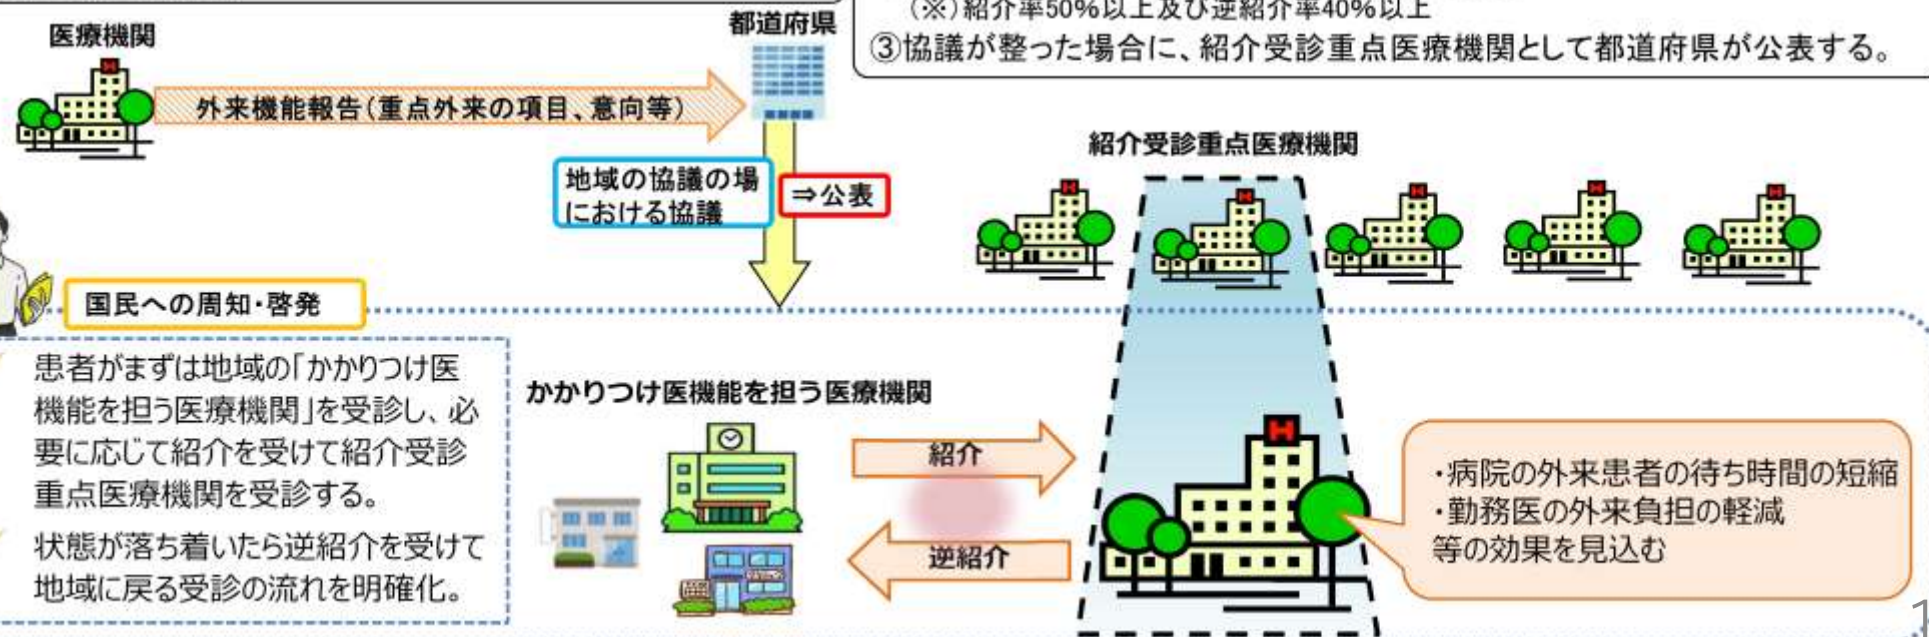 (※)紹介率50%以上及び逆紹介率40%以上
③協議が整った場合に、紹介受診重点医療機関として都道府県が公表する。
医療機関
都道府県
外来機能報告(重点外来の項目、意向等)
地域の協議の場
における協議
⇒公表
紹介受診重点医療機関
国民への周知・啓発
患者がまずは地域の「かかりつけ医
機能を担う医療機関」を受診し、必
要に応じて紹介を受けて紹介受診
重点医療機関を受診する。
状態が落ち着いたら逆紹介を受けて
地域に戻る受診の流れを明確化。
かかりつけ医機能を担う医療機関
紹介
逆紹介
・病院の外来患者の待ち時間の短縮
・勤務医の外来負担の軽減
等の効果を見込む